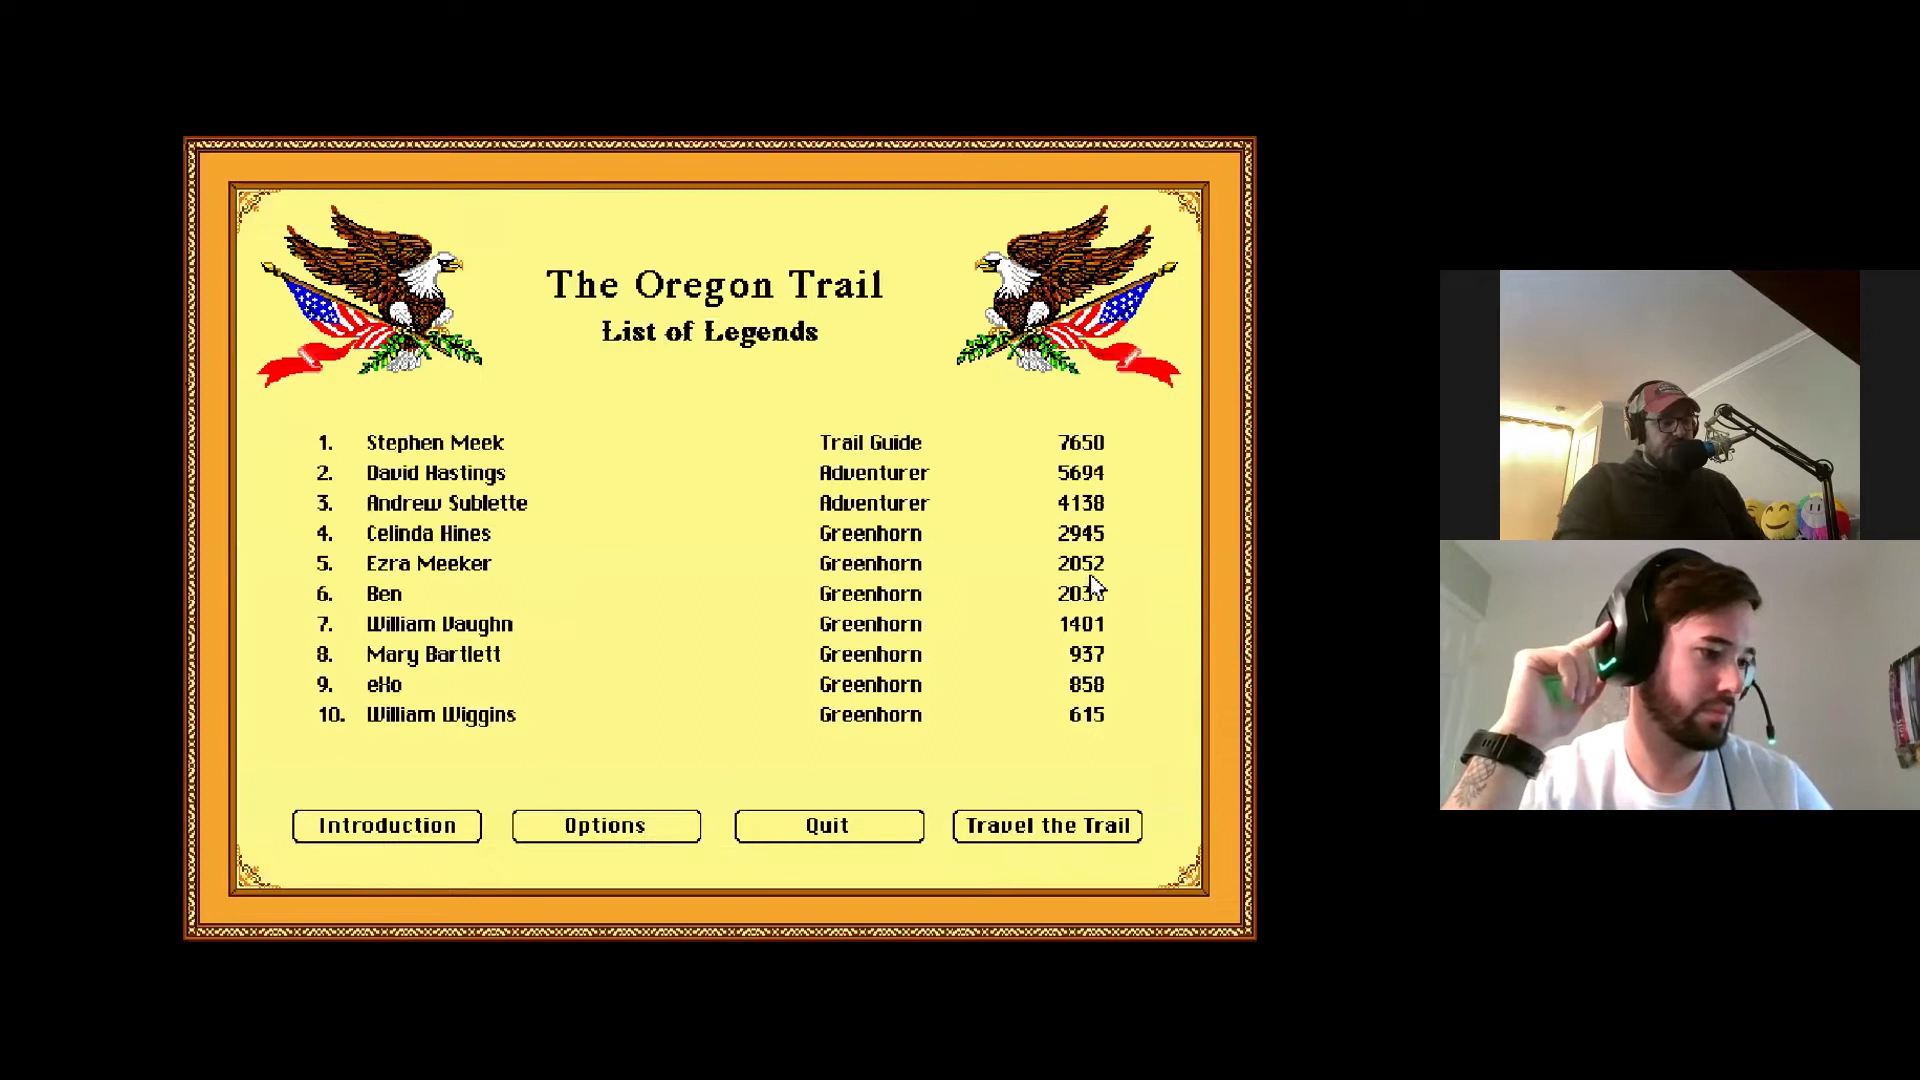 The Oregon Trail
List of Legends
1. Stephen Meek Trail Guide 7650
2. David Hastings Adventurer 5694
3. Andrew Sublette Adventurer 4138
4. Celinda Hines Greenhorn 2945
5. Ezra Meeker Greenhorn 2052
6. Ben Greenhorn
7. William Vaughn Greenhorn 1401
8. Mary Bartlett Greenhorn 937
9. eXo Greenhorn 858
10. William Wiggins Greenhorn 615
Introduction Options Quit Travel the Trail